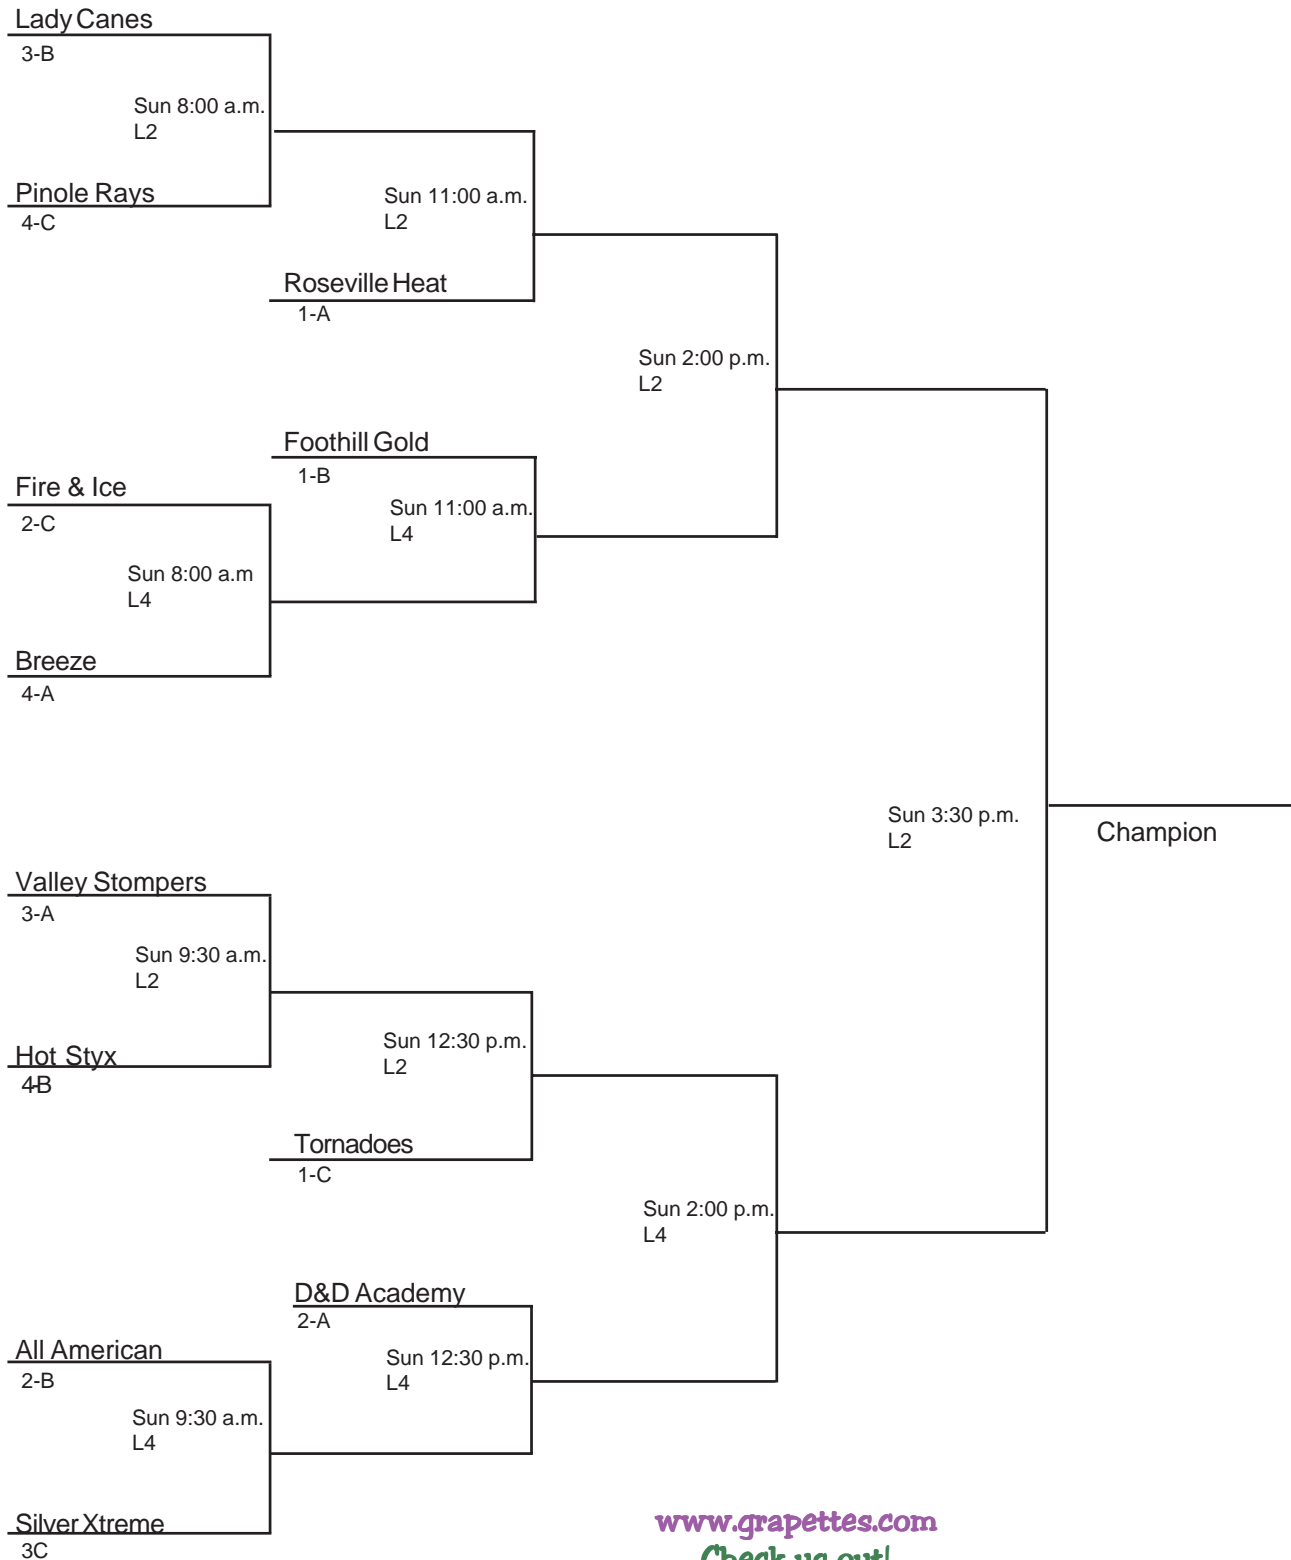 Lady Canes
3-B
Sun 8:00 a.m.
L2
Pinole Rays
4-C
Sun 11:00 a.m.
L2
Roseville Heat
1-A
Sun 2:00 p.m.
L2
Foothill Gold
1-B
Fire & Ice
2-C
Sun 11:00 a.m.
L4
Sun 8:00 a.m
L4
Breeze
4-A
Sun 3:30 p.m.
L2
Champion
Valley Stompers
3-A
Sun 9:30 a.m.
L2
Hot Styx
4-B
Sun 12:30 p.m.
L2
Tornadoes
1-C
Sun 2:00 p.m.
L4
D&D Academy
2-A
All American
2-B
Sun 12:30 p.m.
L4
Sun 9:30 a.m.
L4
Silver Xtreme
3C
www.grapettes.com
Check us out!